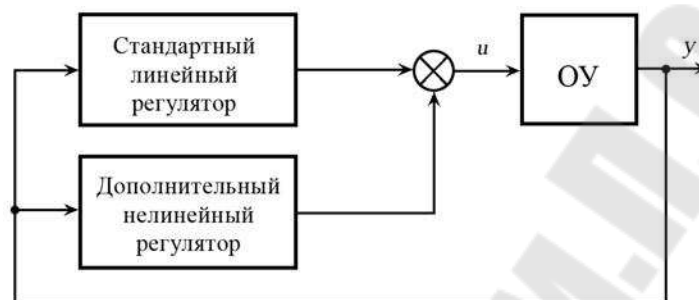 Стандартный
линейный
регулятор
u
ОУ
y
Дополнительный
нелинейный
регулятор